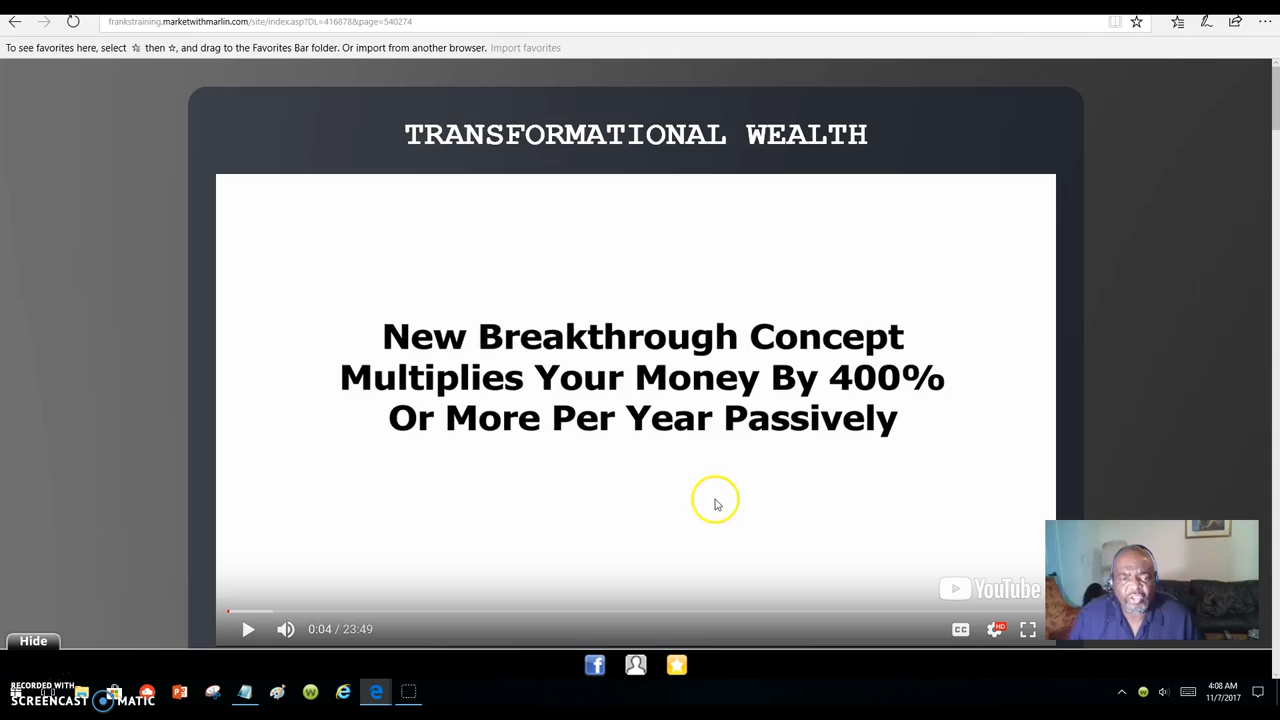 frankstraining.marketwithmarlin.com/site/index.asp?DL=416878&page=540274
To see favorites here, select then ☆, and drag to the Favorites Bar folder. Or import from another browser. Import favorites
TRANSFORMATIONAL WEALTH
New Breakthrough Concept
Multiplies Your Money By 400%
Or More Per Year Passively
YouTube
0:04 / 23:49
CC
HD
Hide
RECORDED WITH
SCREENCAST MATIC
4:08 AM
11/7/2017